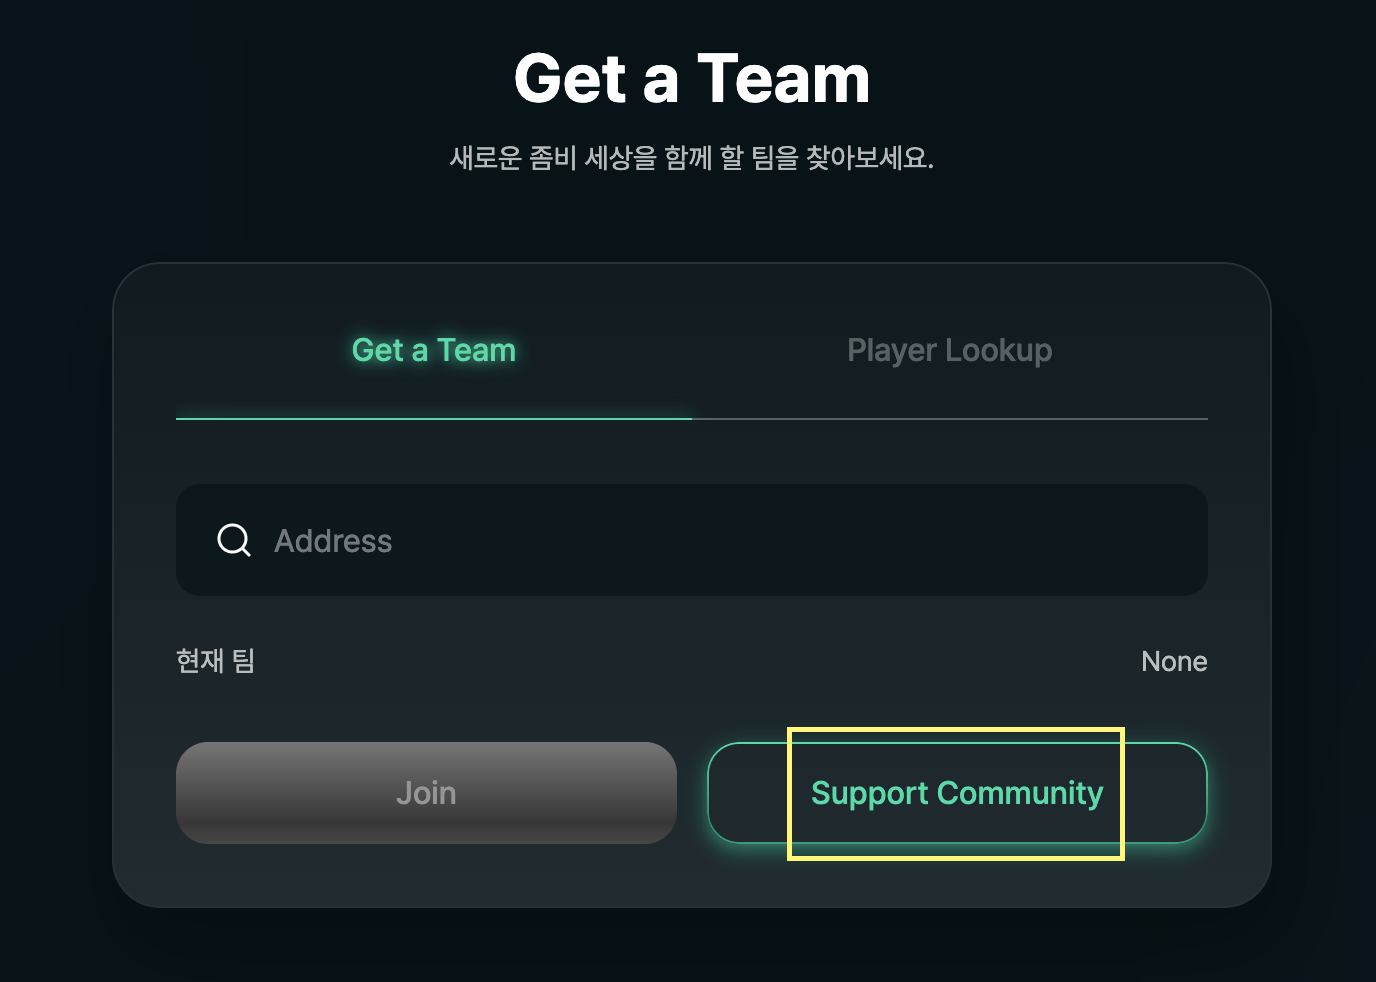 Get a Team
새로운 좀비 세상을 함께 할 팀을 찾아보세요.
Get a Team
Player Lookup
Address
현재 팀
None
Join
Support Community